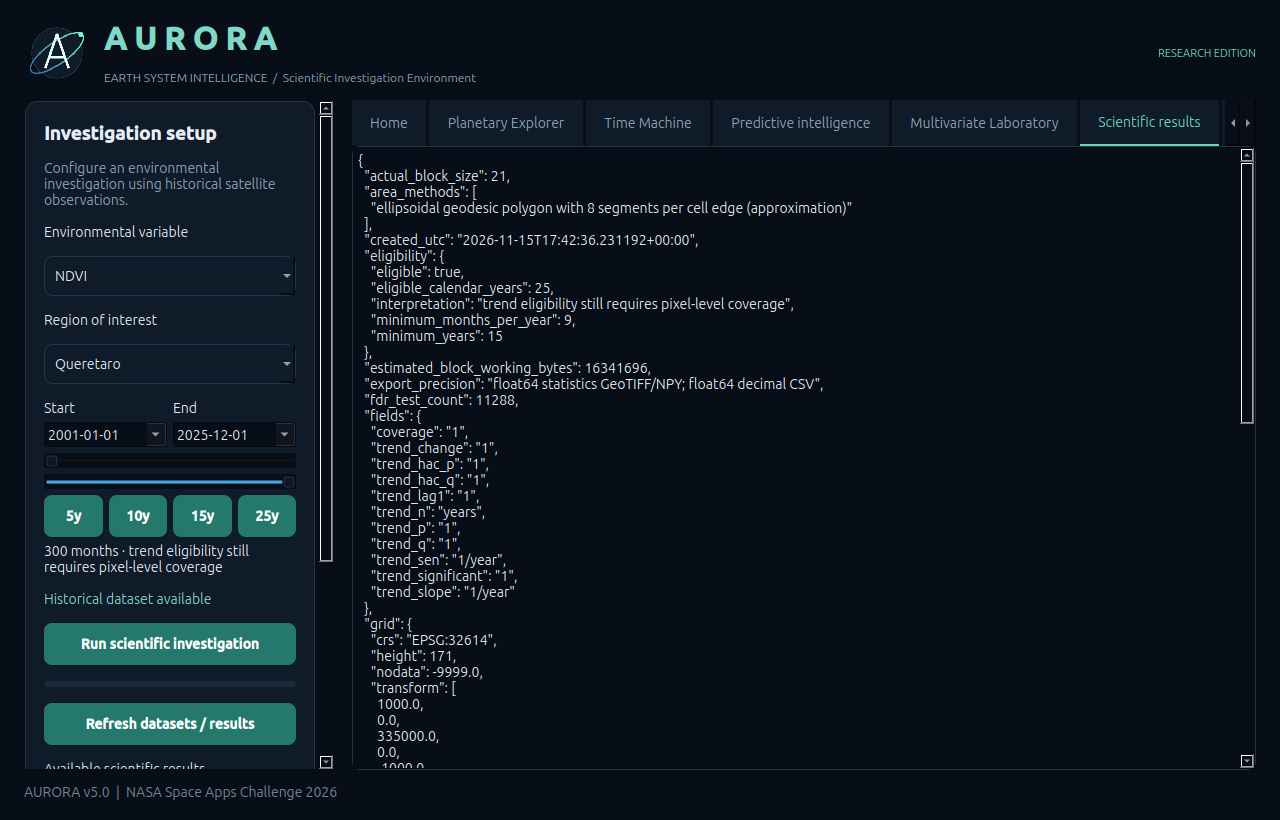 A
AURORA
EARTH SYSTEM INTELLIGENCE / Scientific Investigation Environment
RESEARCH EDITION
Investigation setup
Configure an environmental
investigation using historical satellite
observations.
Environmental variable
NDVI
Region of interest
Queretaro
Start End
2001-01-01 2025-12-01
5y 10y 15y 25y
300 months · trend eligibility still
requires pixel-level coverage
Historical dataset available
Run scientific investigation
Refresh datasets / results
Available scientific results
Home Planetary Explorer Time Machine Predictive intelligence Multivariate Laboratory Scientific results
{
"actual_block_size": 21,
"area_methods": [
"ellipsoidal geodesic polygon with 8 segments per cell edge (approximation)"
],
"created_utc": "2026-11-15T17:42:36.231192+00:00",
"eligibility": {
"eligible": true,
"eligible_calendar_years": 25,
"interpretation": "trend eligibility still requires pixel-level coverage",
"minimum_months_per_year": 9,
"minimum_years": 15
},
"estimated_block_working_bytes": 16341696,
"export_precision": "float64 statistics GeoTIFF/NPY; float64 decimal CSV",
"fdr_test_count": 11288,
"fields": {
"coverage": "1",
"trend_change": "1",
"trend_hac_p": "1",
"trend_hac_q": "1",
"trend_lag1": "1",
"trend_n": "years",
"trend_p": "1",
"trend_q": "1",
"trend_sen": "1/year",
"trend_significant": "1",
"trend_slope": "1/year"
},
"grid": {
"crs": "EPSG:32614",
"height": 171,
"nodata": -9999.0,
"transform": [
1000.0,
0.0,
335000.0,
0.0,
-1000.0
AURORA v5.0 | NASA Space Apps Challenge 2026